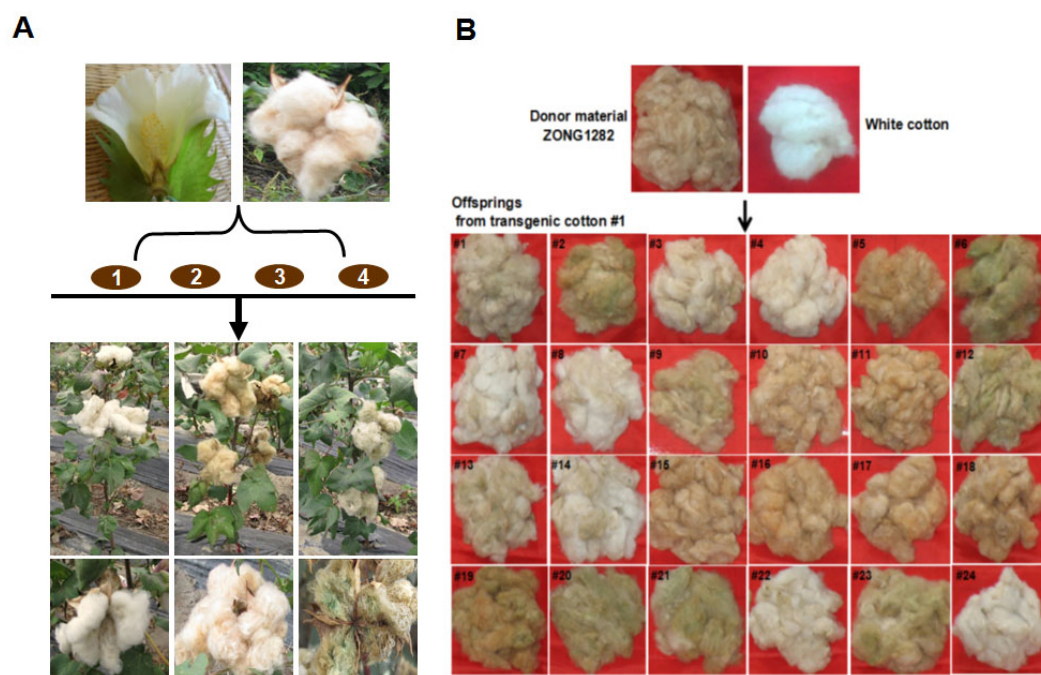 A
B
Donor material
ZONG1282
White cotton
Offsprings
from transgenic cotton #1
1 2 3 4
#1 #2 #3 #4 #5 #6
#7 #8 #9 #10 #11 #12
#13 #14 #15 #16 #17 #18
#19 #20 #21 #22 #23 #24